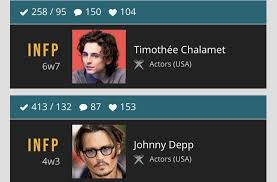 258 / 95 150 104
INFP
6w7
Timothée Chalamet
Actors (USA)
413 / 132 87 153
INFP
4w3
Johnny Depp
Actors (USA)